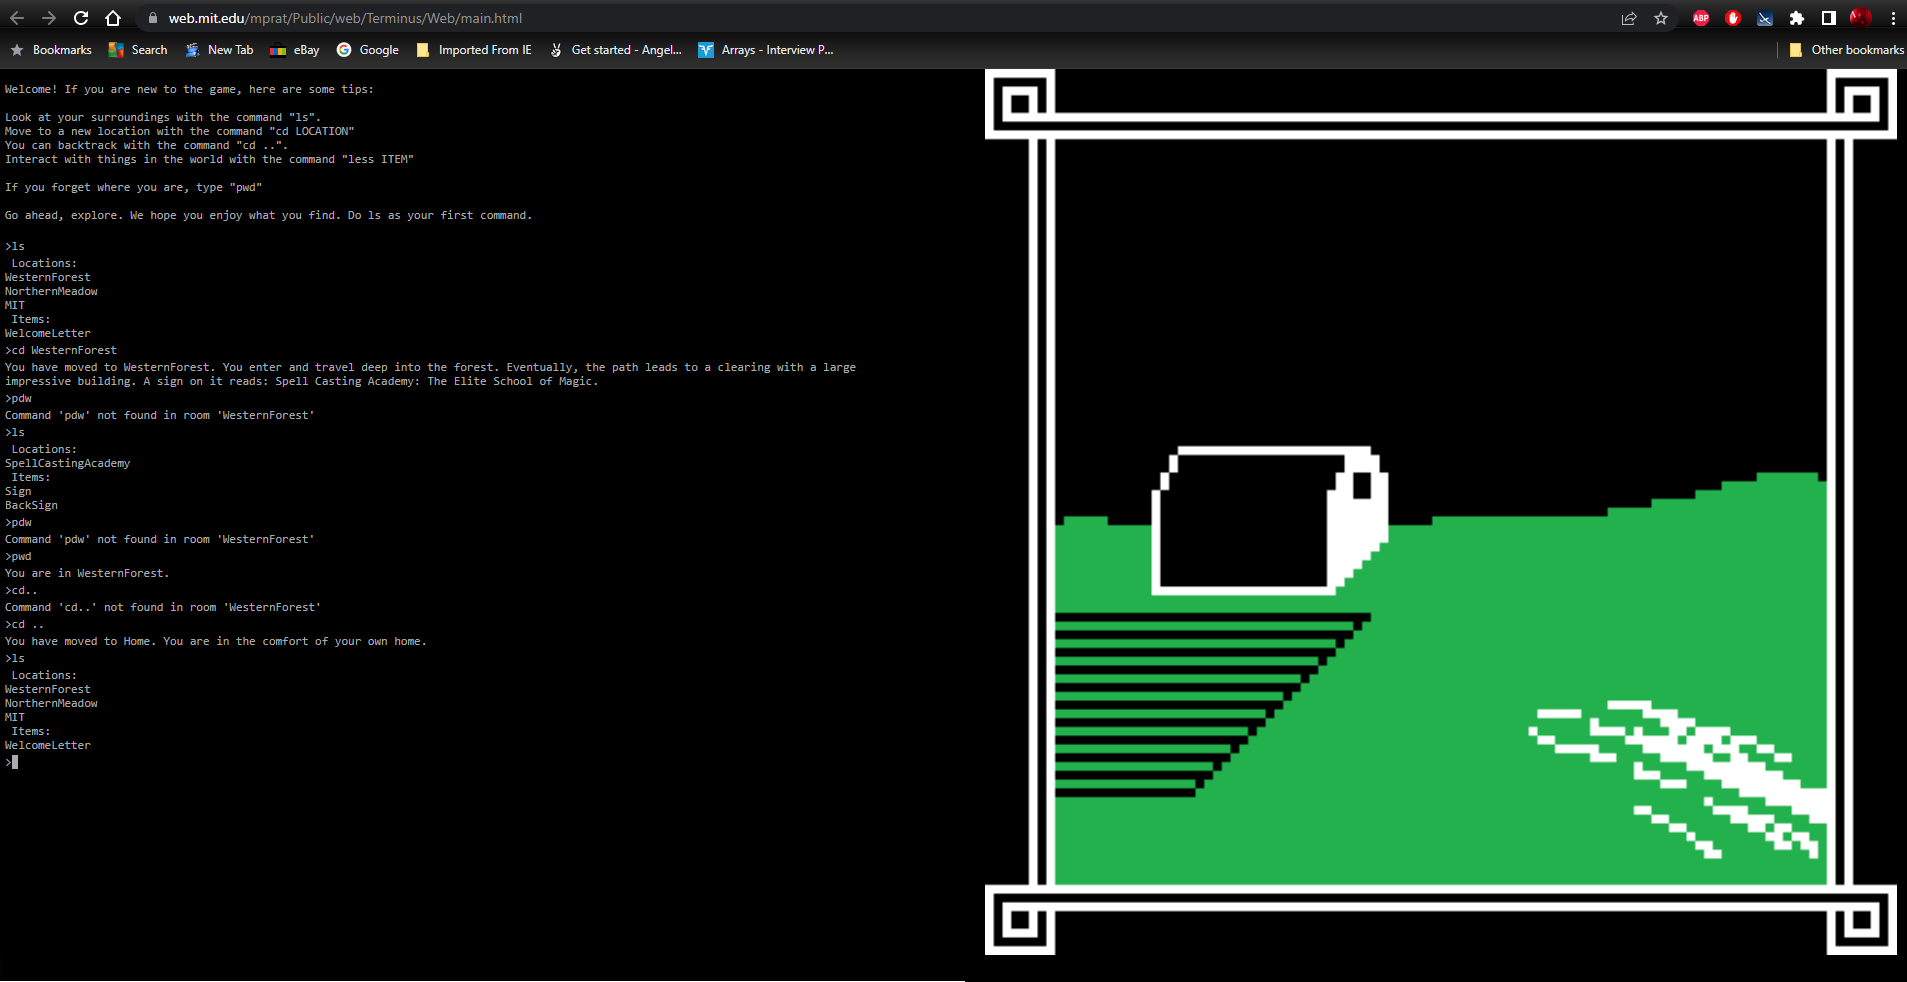 web.mit.edu/mprat/Public/web/Terminus/Web/main.html
ABP
Bookmarks Search New Tab eBay Google Imported From IE Get started - Angel... Arrays - Interview P... Other bookmarks
Welcome! If you are new to the game, here are some tips:
Look at your surroundings with the command "ls".
Move to a new location with the command "cd LOCATION"
You can backtrack with the command "cd ..".
Interact with things in the world with the command "less ITEM"
If you forget where you are, type "pwd"
Go ahead, explore. We hope you enjoy what you find. Do ls as your first command.
>ls
Locations:
WesternForest
NorthernMeadow
MIT
Items:
WelcomeLetter
>cd WesternForest
You have moved to WesternForest. You enter and travel deep into the forest. Eventually, the path leads to a clearing with a large
impressive building. A sign on it reads: Spell Casting Academy: The Elite School of Magic.
>pdw
Command 'pdw' not found in room 'WesternForest'
>ls
Locations:
SpellCastingAcademy
Items:
Sign
BackSign
>pdw
Command 'pdw' not found in room 'WesternForest'
>pwd
You are in WesternForest.
>cd..
Command 'cd..' not found in room 'WesternForest'
>cd ..
You have moved to Home. You are in the comfort of your own home.
>ls
Locations:
WesternForest
NorthernMeadow
MIT
Items:
WelcomeLetter
>